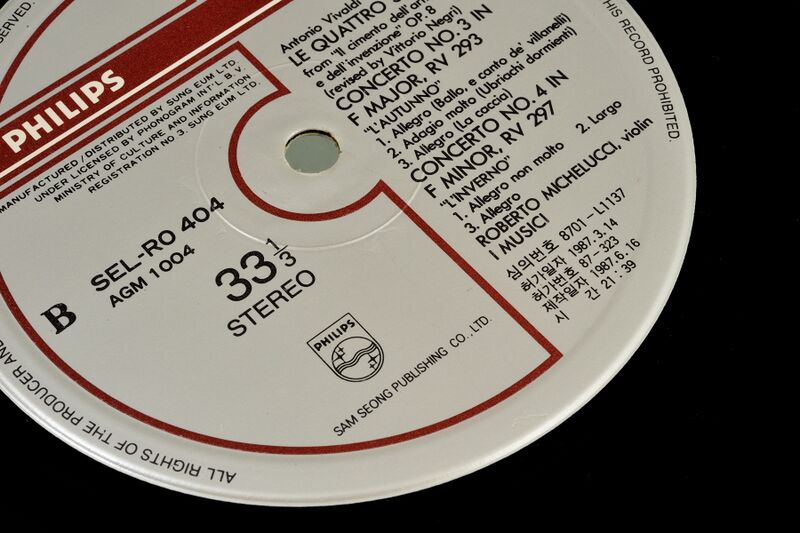 SERVED.
HIS RECORD PROHIBITED.
PHILIPS
MANUFACTURED/DISTRIBUTED BY SUNG EUM LTD.
UNDER LICENSED BY PHONOGRAM INT'L B.V.
MINISTRY OF CULTURE AND INFORMATION
REGISTRATION NO 3. SUNG EUM LTD.
Antonio Vivaldi
LE QUATTRO S
from "Il cimento dell'ar
e dell'invenzione" OP. 8
(revised by Vittorio Negri)
CONCERTO NO. 3 IN
F MAJOR, RV 293
"L'AUTUNNO"
1. Allegro (Ballo, e canto de' villanelli)
2. Adagio molto (Ubriachi dormienti)
3. Allegro (La caccia)
CONCERTO NO. 4 IN
F MINOR, RV 297
"L'INVERNO"
1. Allegro non molto 2. Largo
3. Allegro
ROBERTO MICHELUCCI, violin
I MUSICI
심의번호 8701-L1137
허가일자 1987.3.14
허가번호 87-323
제작일자 1987.6.16
시 간 21:39
B
SEL-RO 404
AGM 1004
33 1/3
STEREO
PHILIPS
SAM SEONG PUBLISHING CO., LTD.
ALL RIGHTS OF THE PRODUCER AND